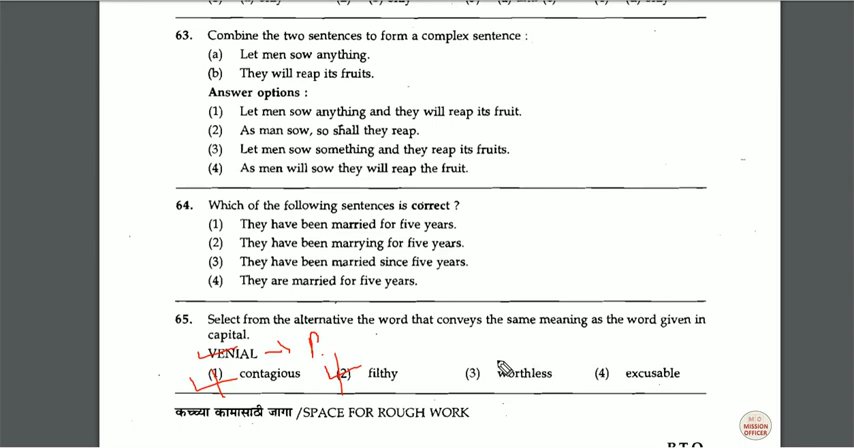 63. Combine the two sentences to form a complex sentence :
(a) Let men sow anything.
(b) They will reap its fruits.
Answer options :
(1) Let men sow anything and they will reap its fruit.
(2) As man sow, so shall they reap.
(3) Let men sow something and they reap its fruits.
(4) As men will sow they will reap the fruit.
64. Which of the following sentences is correct ?
(1) They have been married for five years.
(2) They have been marrying for five years.
(3) They have been married since five years.
(4) They are married for five years.
65. Select from the alternative the word that conveys the same meaning as the word given in
capital.
VENIAL → P.
(1) contagious (2) filthy (3) worthless (4) excusable
कच्च्या कामासाठी जागा /SPACE FOR ROUGH WORK
M O
MISSION
OFFICER
P.T.O.